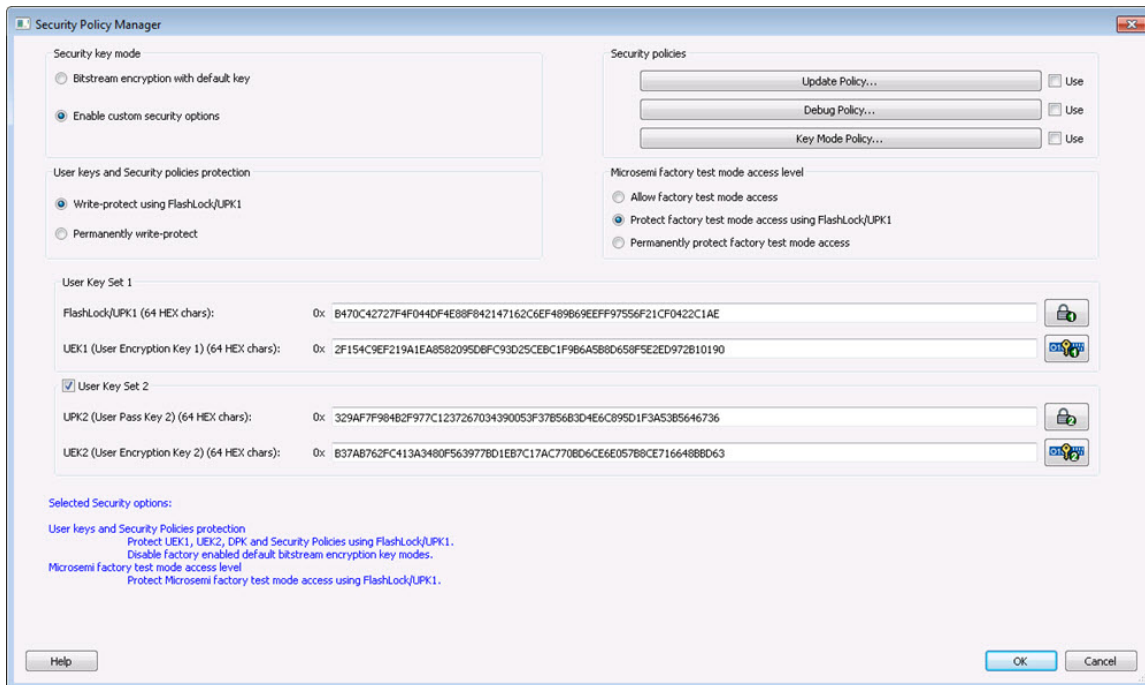 Security Policy Manager
Security key mode
Bitstream encryption with default key
Enable custom security options
Security policies
Update Policy... Use
Debug Policy... Use
Key Mode Policy... Use
User keys and Security policies protection
Write-protect using FlashLock/UPK1
Permanently write-protect
Microsemi factory test mode access level
Allow factory test mode access
Protect factory test mode access using FlashLock/UPK1
Permanently protect factory test mode access
User Key Set 1
FlashLock/UPK1 (64 HEX chars): 0x B470C42727F4F044DF4E88F842147162C6EF489B69EEFF97556F21CF0422C1AE
UEK1 (User Encryption Key 1) (64 HEX chars): 0x 2F154C9EF219A1EA8582095DBFC93D25CEBC1F9B6A5B8D658F5E2ED972B10190
User Key Set 2
UPK2 (User Pass Key 2) (64 HEX chars): 0x 329AF7F984B2F977C1237267034390053F37B56B3D4E6C895D1F3A53B5646736
UEK2 (User Encryption Key 2) (64 HEX chars): 0x B37AB762FC413A3480F563977BD1EB7C17AC770BD6CE6E057B8CE716648BBD63
Selected Security options:
User keys and Security Policies protection
Protect UEK1, UEK2, DPK and Security Policies using FlashLock/UPK1.
Disable factory enabled default bitstream encryption key modes.
Microsemi factory test mode access level
Protect Microsemi factory test mode access using FlashLock/UPK1.
Help OK Cancel